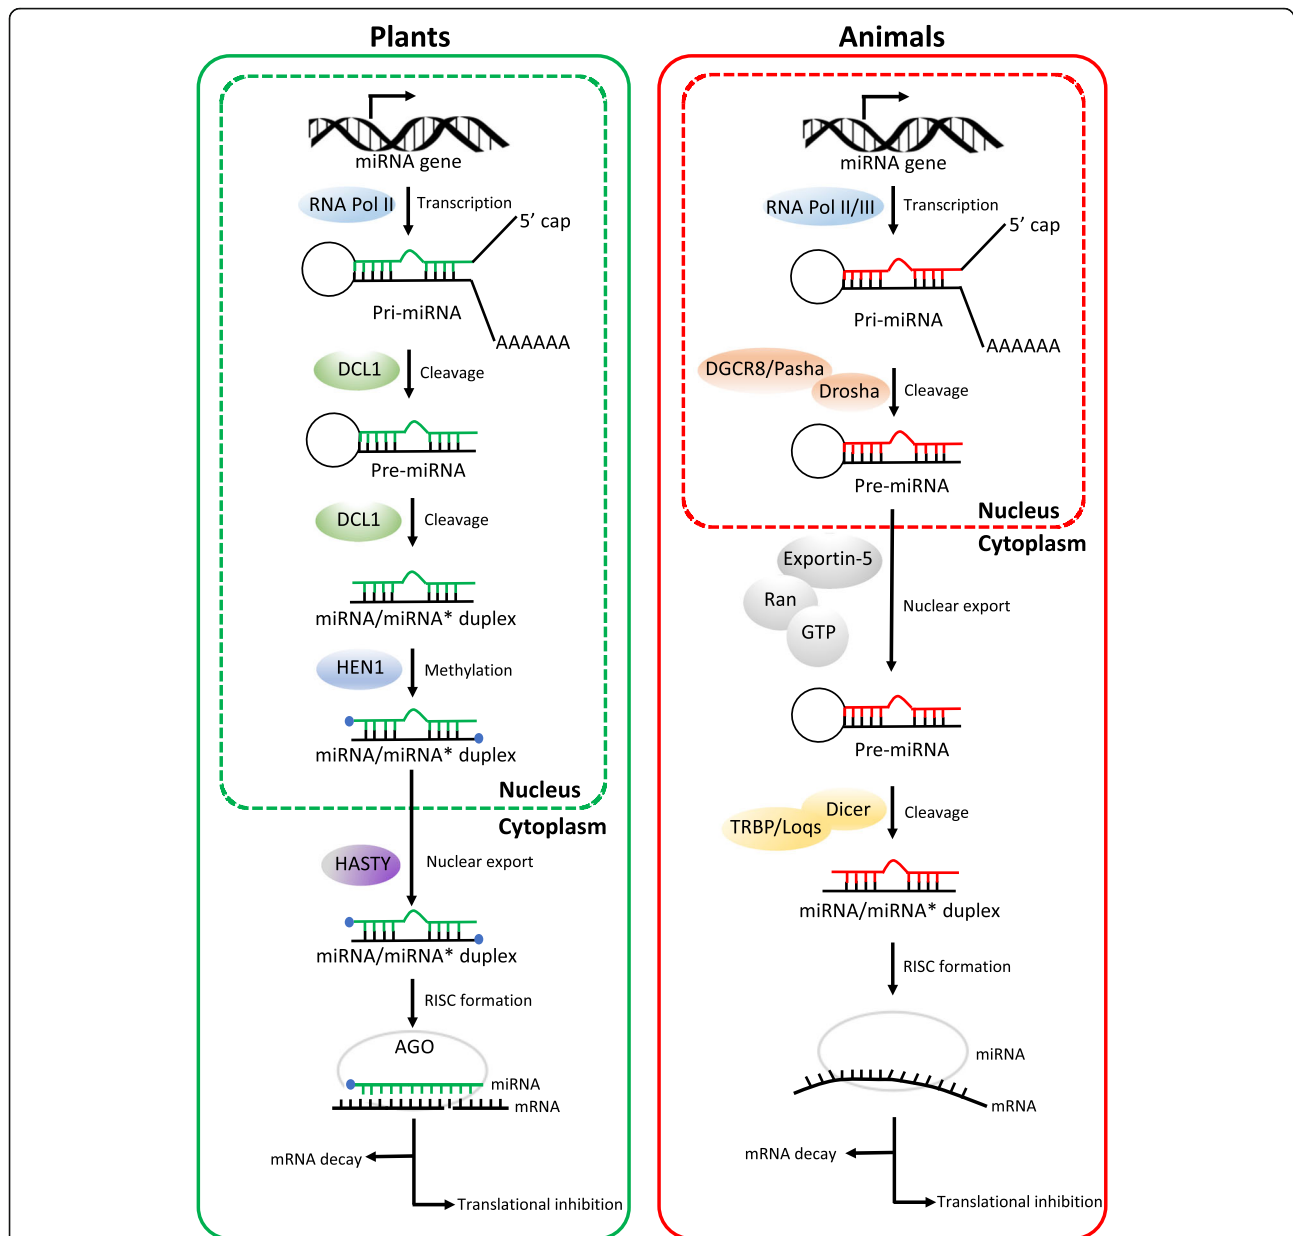 Plants
miRNA gene
RNA Pol II
Transcription
5’ cap
Pri-miRNA
AAAAAA
DCL1
Cleavage
Pre-miRNA
DCL1
Cleavage
miRNA/miRNA* duplex
HEN1
Methylation
miRNA/miRNA* duplex
Nucleus
Cytoplasm
HASTY
Nuclear export
miRNA/miRNA* duplex
RISC formation
AGO
miRNA
mRNA
mRNA decay
Translational inhibition
Animals
miRNA gene
RNA Pol II/III
Transcription
5’ cap
Pri-miRNA
AAAAAA
DGCR8/Pasha
Drosha
Cleavage
Pre-miRNA
Nucleus
Cytoplasm
Exportin-5
Ran
GTP
Nuclear export
Pre-miRNA
Dicer
TRBP/Loqs
Cleavage
miRNA/miRNA* duplex
RISC formation
miRNA
mRNA
mRNA decay
Translational inhibition